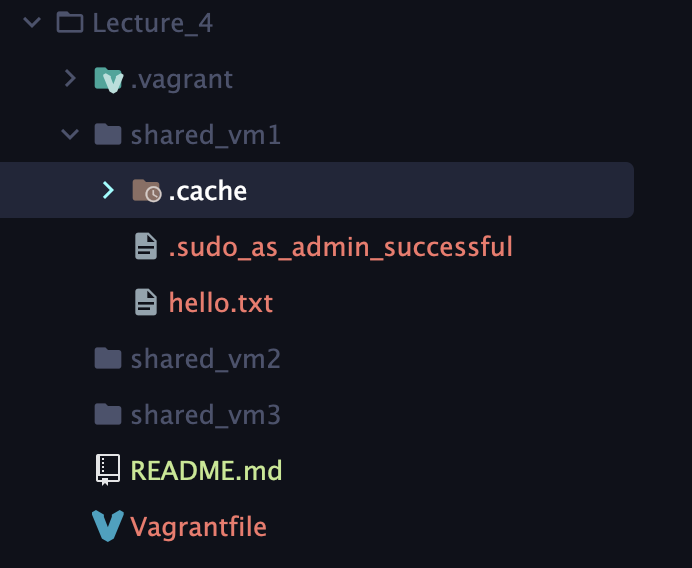 Lecture_4
.vagrant
shared_vm1
.cache
.sudo_as_admin_successful
hello.txt
shared_vm2
shared_vm3
README.md
Vagrantfile